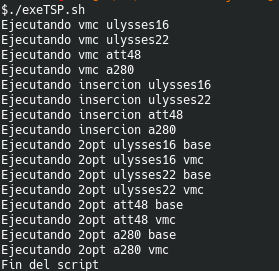 $./exeTSP.sh
Ejecutando vmc ulysses16
Ejecutando vmc ulysses22
Ejecutando vmc att48
Ejecutando vmc a280
Ejecutando insercion ulysses16
Ejecutando insercion ulysses22
Ejecutando insercion att48
Ejecutando insercion a280
Ejecutando 2opt ulysses16 base
Ejecutando 2opt ulysses16 vmc
Ejecutando 2opt ulysses22 base
Ejecutando 2opt ulysses22 vmc
Ejecutando 2opt att48 base
Ejecutando 2opt att48 vmc
Ejecutando 2opt a280 base
Ejecutando 2opt a280 vmc
Fin del script